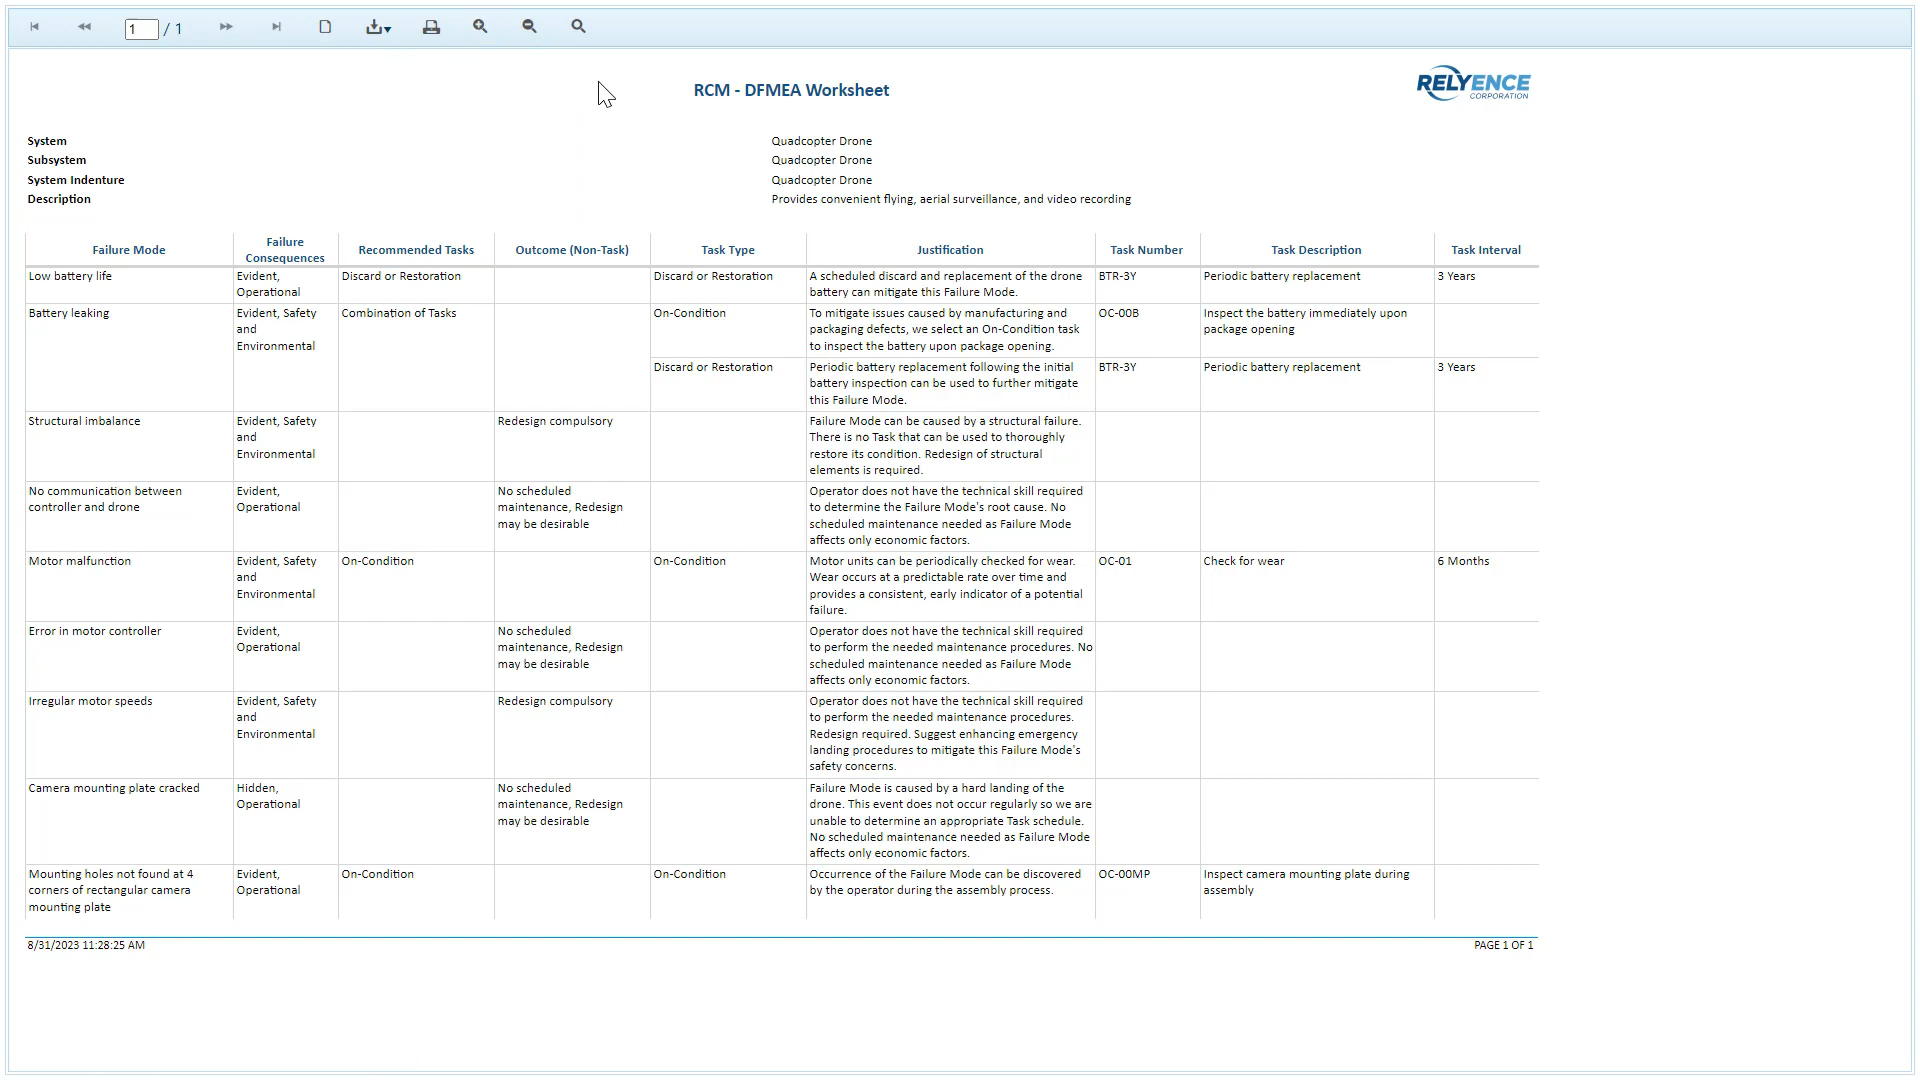 1 / 1
RCM - DFMEA Worksheet
RELYENCE
CORPORATION
System Quadcopter Drone
Subsystem Quadcopter Drone
System Indenture Quadcopter Drone
Description Provides convenient flying, aerial surveillance, and video recording
Failure Mode Failure Consequences Recommended Tasks Outcome (Non-Task) Task Type Justification Task Number Task Description Task Interval
Low battery life Evident, Discard or Restoration Discard or Restoration A scheduled discard and replacement of the drone BTR-3Y Periodic battery replacement 3 Years
Operational battery can mitigate this Failure Mode.
Battery leaking Evident, Safety Combination of Tasks On-Condition To mitigate issues caused by manufacturing and OC-00B Inspect the battery immediately upon
and packaging defects, we select an On-Condition task package opening
Environmental to inspect the battery upon package opening.
Discard or Restoration Periodic battery replacement following the initial BTR-3Y Periodic battery replacement 3 Years
battery inspection can be used to further mitigate
this Failure Mode.
Structural imbalance Evident, Safety Redesign compulsory Failure Mode can be caused by a structural failure.
and There is no Task that can be used to thoroughly
Environmental restore its condition. Redesign of structural
elements is required.
No communication between Evident, No scheduled Operator does not have the technical skill required
controller and drone Operational maintenance, Redesign to determine the Failure Mode's root cause. No
may be desirable scheduled maintenance needed as Failure Mode
affects only economic factors.
Motor malfunction Evident, Safety On-Condition On-Condition Motor units can be periodically checked for wear. OC-01 Check for wear 6 Months
and Wear occurs at a predictable rate over time and
Environmental provides a consistent, early indicator of a potential
failure.
Error in motor controller Evident, No scheduled Operator does not have the technical skill required
Operational maintenance, Redesign to perform the needed maintenance procedures. No
may be desirable scheduled maintenance needed as Failure Mode
affects only economic factors.
Irregular motor speeds Evident, Safety Redesign compulsory Operator does not have the technical skill required
and to perform the needed maintenance procedures.
Environmental Redesign required. Suggest enhancing emergency
landing procedures to mitigate this Failure Mode's
safety concerns.
Camera mounting plate cracked Hidden, No scheduled Failure Mode is caused by a hard landing of the
Operational maintenance, Redesign drone. This event does not occur regularly so we are
may be desirable unable to determine an appropriate Task schedule.
No scheduled maintenance needed as Failure Mode
affects only economic factors.
Mounting holes not found at 4 Evident, On-Condition On-Condition Occurrence of the Failure Mode can be discovered OC-00MP Inspect camera mounting plate during
corners of rectangular camera Operational by the operator during the assembly process. assembly
mounting plate
8/31/2023 11:28:25 AM PAGE 1 OF 1